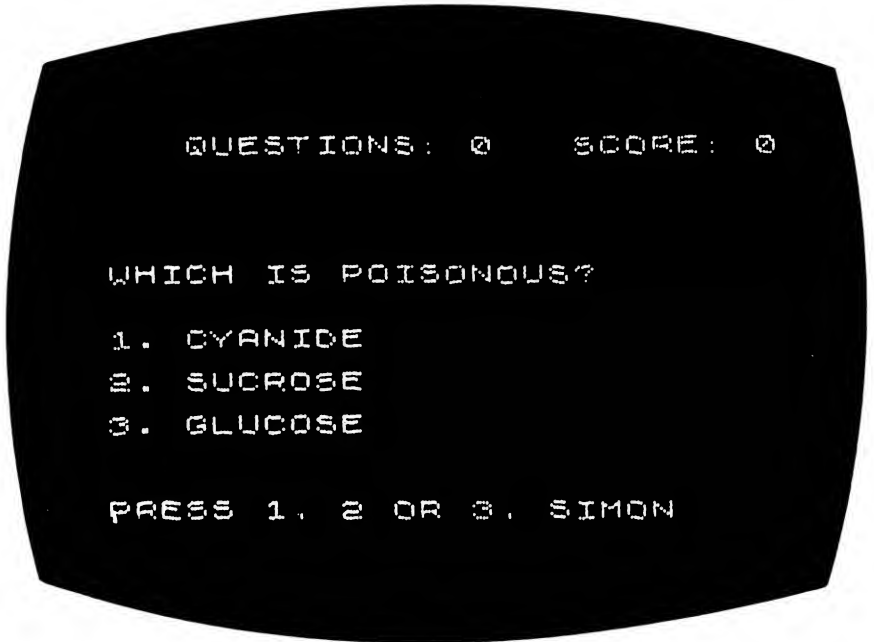 QUESTIONS: 0 SCORE: 0
WHICH IS POISONOUS?
1. CYANIDE
2. SUCROSE
3. GLUCOSE
PRESS 1, 2 OR 3, SIMON